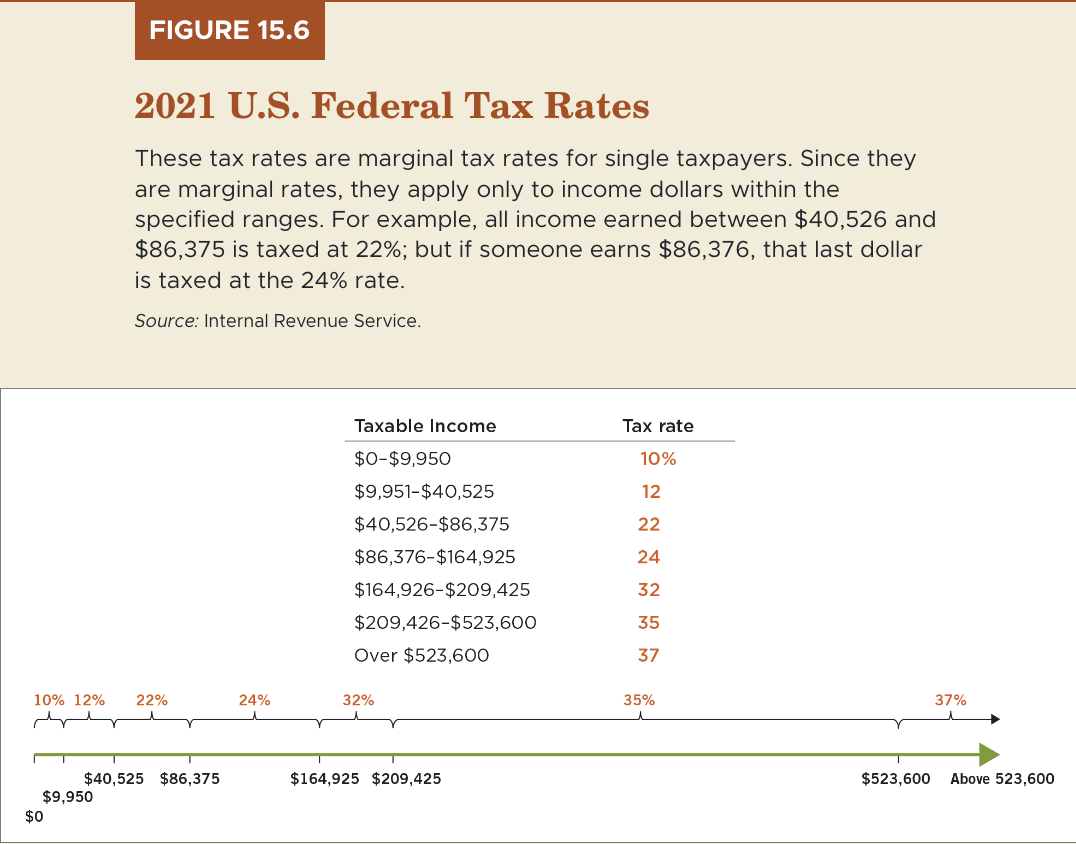 FIGURE 15.6
2021 U.S. Federal Tax Rates
These tax rates are marginal tax rates for single taxpayers. Since they
are marginal rates, they apply only to income dollars within the
specified ranges. For example, all income earned between $40,526 and
$86,375 is taxed at 22%; but if someone earns $86,376, that last dollar
is taxed at the 24% rate.
Source: Internal Revenue Service.
Taxable Income Tax rate
$0–$9,950 10%
$9,951–$40,525 12
$40,526–$86,375 22
$86,376–$164,925 24
$164,926–$209,425 32
$209,426–$523,600 35
Over $523,600 37
10% 12% 22% 24% 32% 35% 37%
$40,525 $86,375 $164,925 $209,425 $523,600 Above 523,600
$9,950
$0